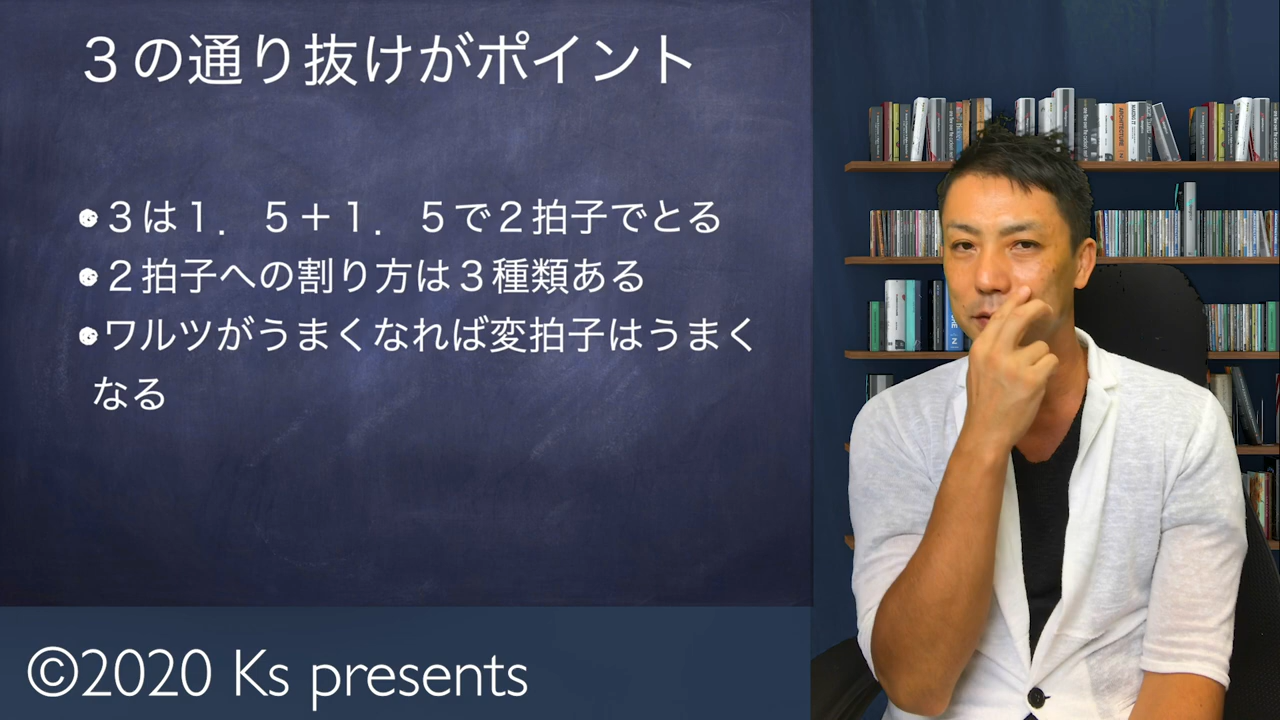 ３の通り抜けがポイント
３は１．５＋１．５で２拍子でとる
２拍子への割り方は３種類ある
ワルツがうまくなれば変拍子はうまく
なる
©2020 Ks presents
ARCHITECTURE